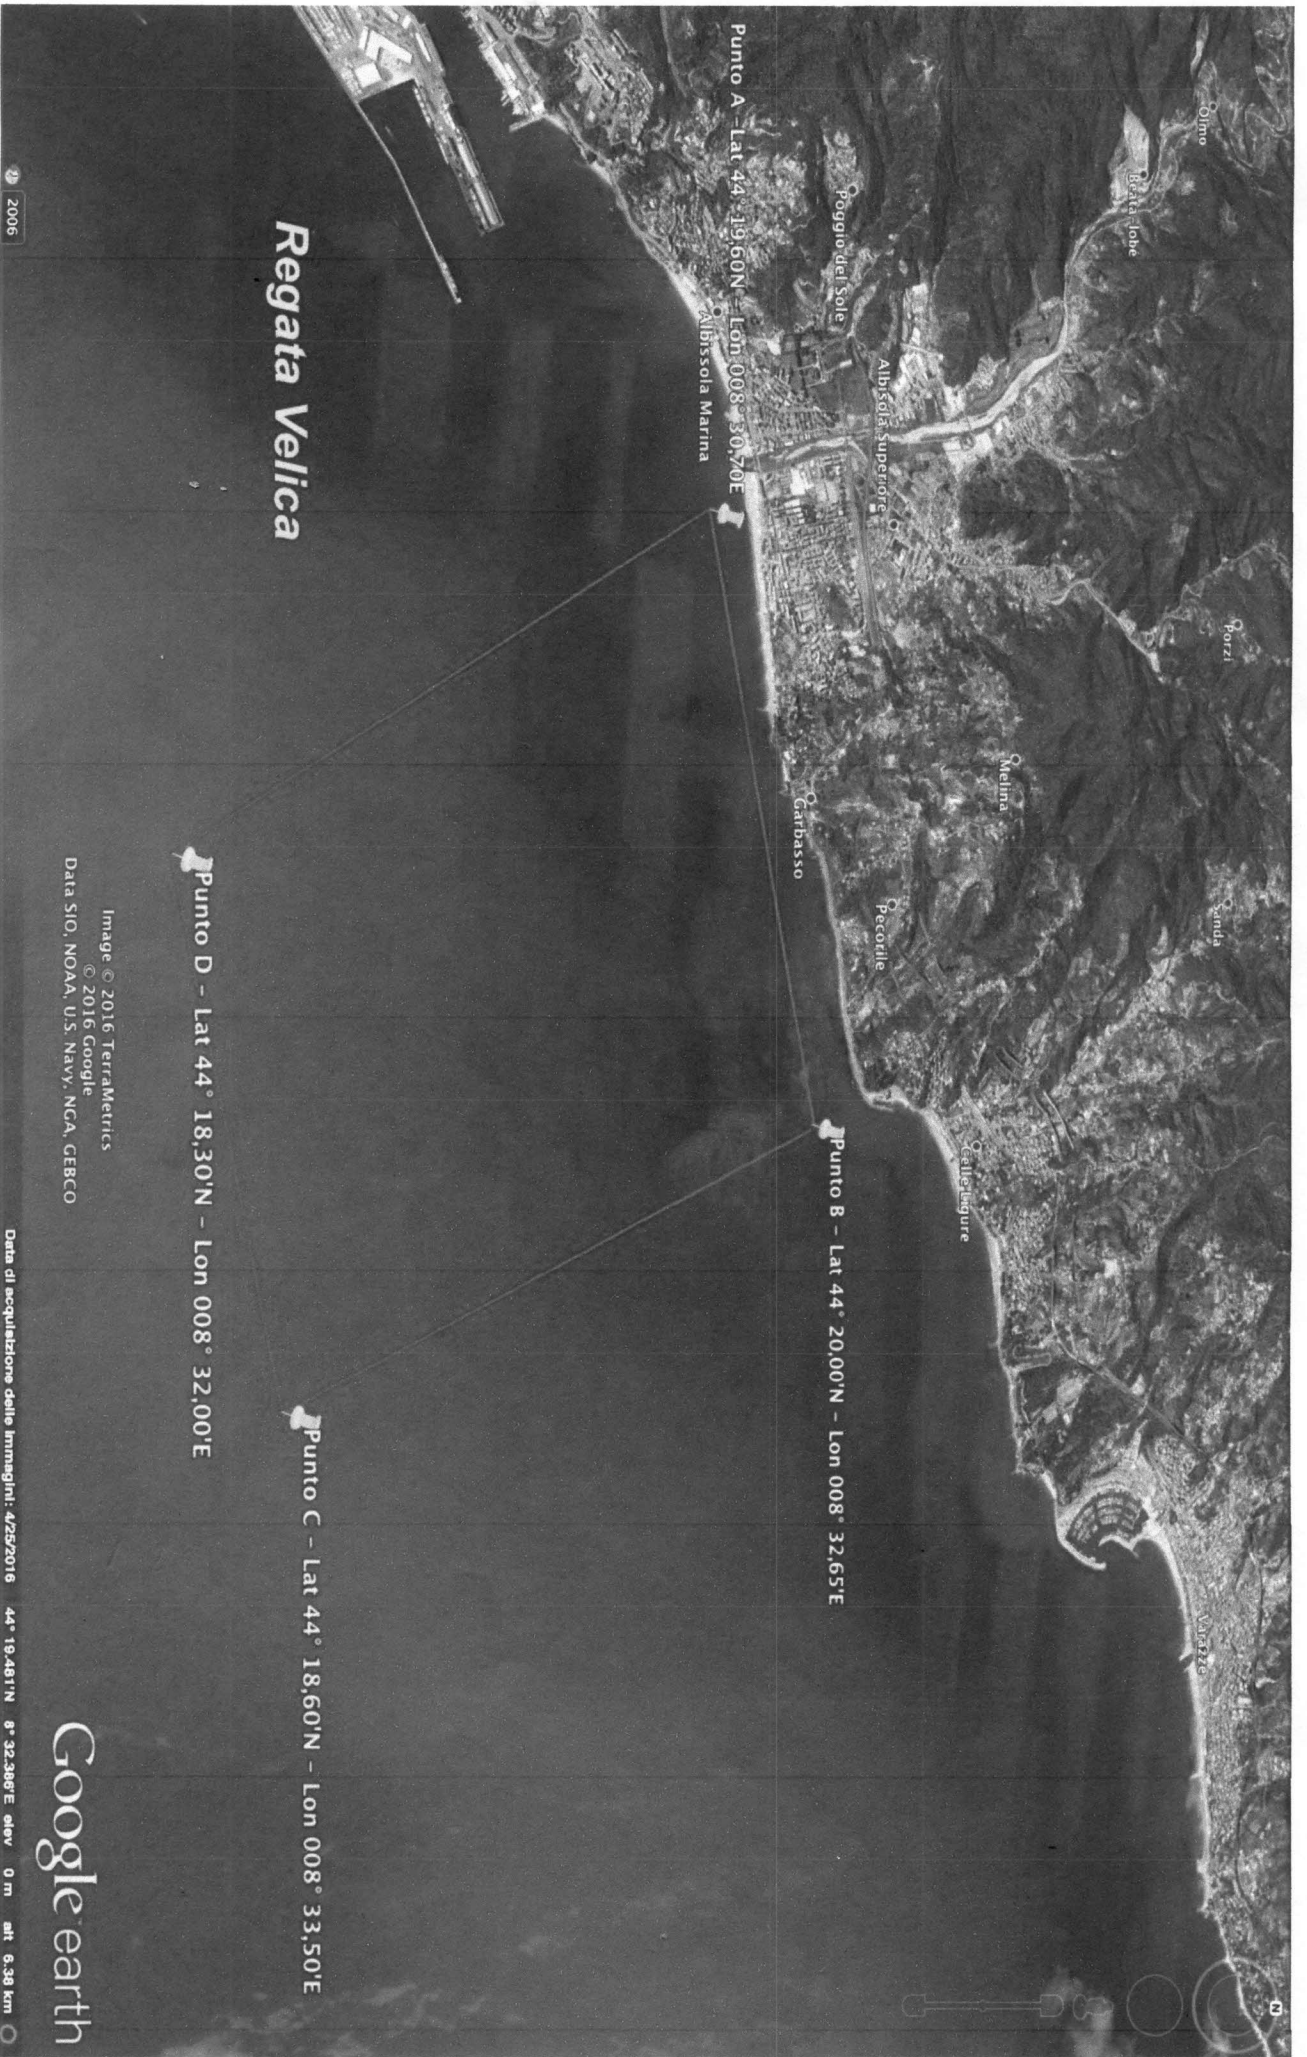 Olmo
Beata Iobe
Porzi
Sanda
Poggio del Sole
Albisola Superiore
Melina
Pecorile
Celle Ligure
Varazze
Punto A – Lat 44° 19,60N – Lon 008° 30,70E
Albissola Marina
Garbasso
Punto B – Lat 44° 20,00'N – Lon 008° 32,65'E
Regata Velica
Punto C – Lat 44° 18,60'N – Lon 008° 33,50'E
Punto D – Lat 44° 18,30'N – Lon 008° 32,00'E
Image © 2016 TerraMetrics
© 2016 Google
Data SIO, NOAA, U.S. Navy, NGA, GEBCO
Google earth
2006
Data di acquisizione delle immagini: 4/25/2016 44° 19.481'N 8° 32.386'E elev 0 m alt 6.38 km
N